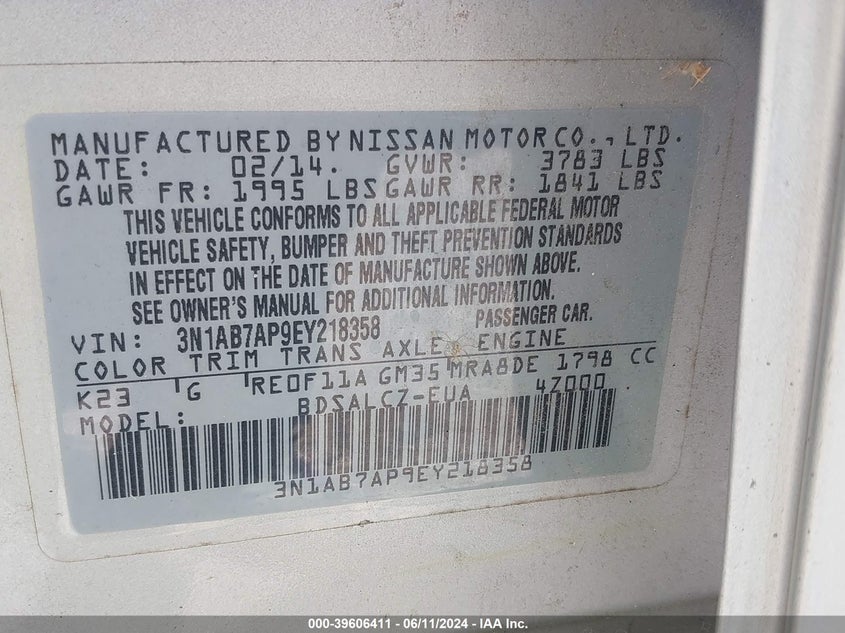 MANUFACTURED BY NISSAN MOTOR CO., LTD.
DATE: 02/14. GVWR: 3783 LBS
GAWR FR: 1995 LBS GAWR RR: 1841 LBS
THIS VEHICLE CONFORMS TO ALL APPLICABLE FEDERAL MOTOR
VEHICLE SAFETY, BUMPER AND THEFT PREVENTION STANDARDS
IN EFFECT ON THE DATE OF MANUFACTURE SHOWN ABOVE.
SEE OWNER'S MANUAL FOR ADDITIONAL INFORMATION.
VIN: 3N1AB7AP9EY218358 PASSENGER CAR.
COLOR TRIM TRANS AXLE ENGINE
K23 G RE0F11A GM35 MRA8DE 1798 CC
MODEL: BDSALCZ-EUA 4Z000.
3N1AB7AP9EY218358
000-39606411 - 06/11/2024 - IAA Inc.